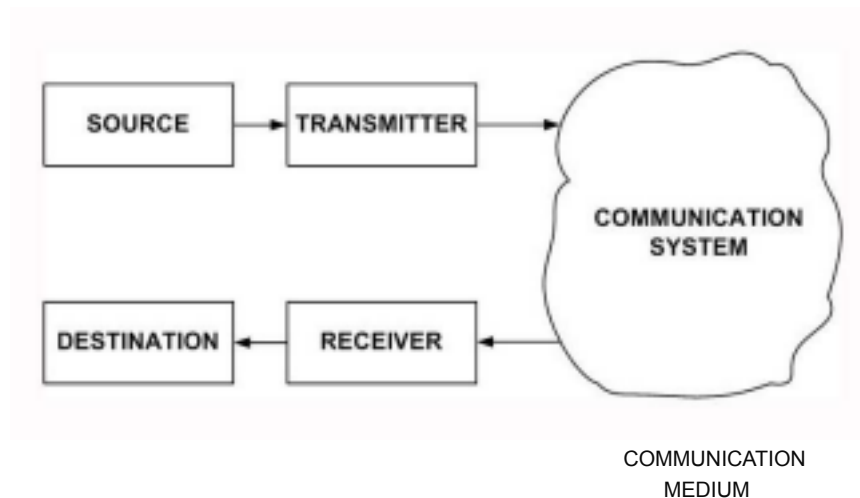 SOURCE
TRANSMITTER
COMMUNICATION
SYSTEM
DESTINATION
RECEIVER
COMMUNICATION
MEDIUM